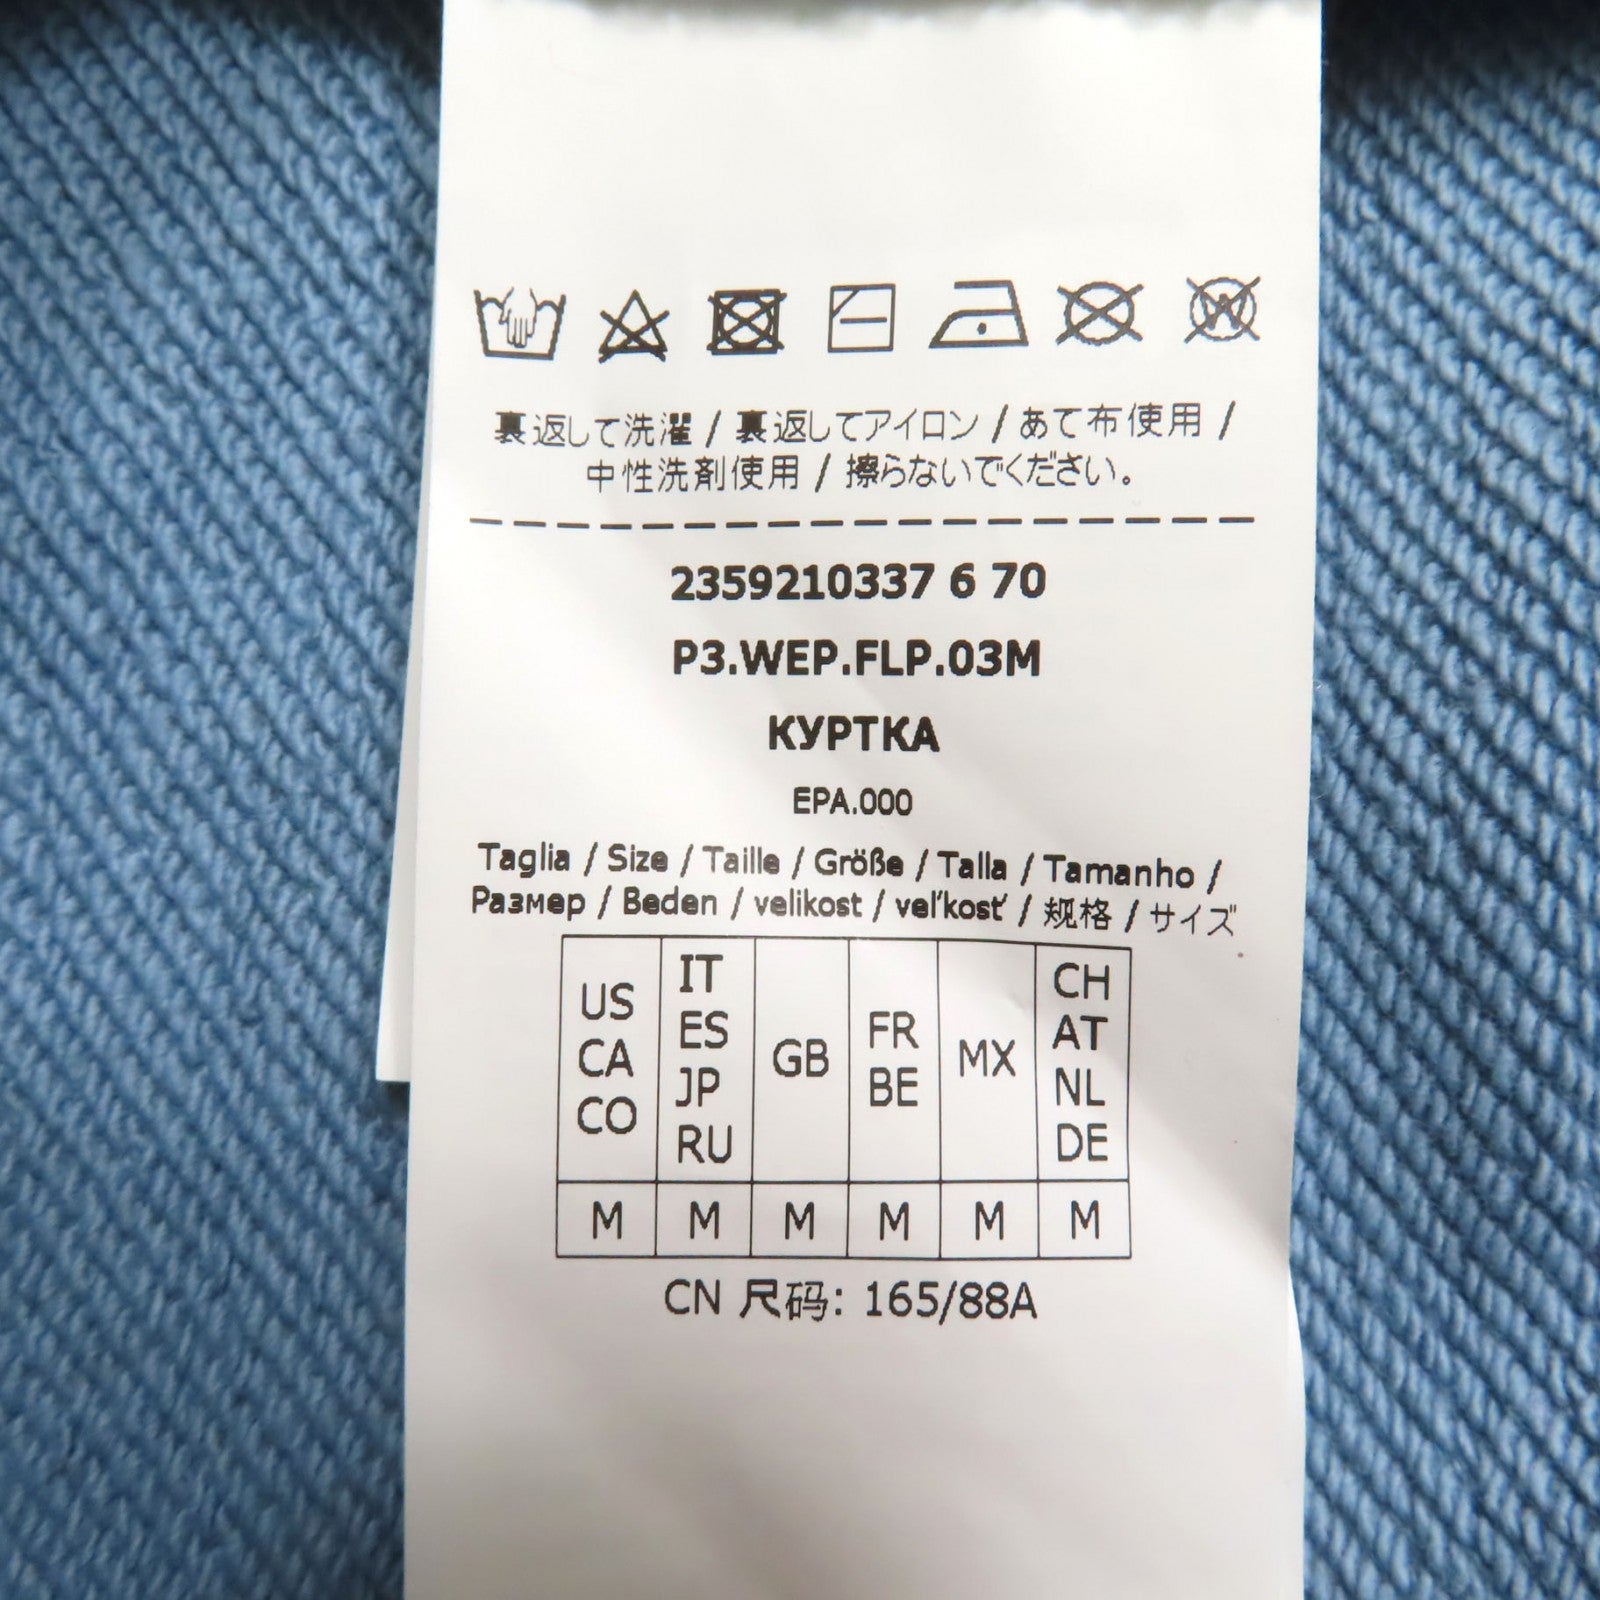 裏返して洗濯 / 裏返してアイロン / あて布使用 /
中性洗剤使用 / 擦らないでください。
2359210337 6 70
P3.WEP.FLP.03M
КУРТКА
EPA.000
Taglia / Size / Taille / Größe / Talla / Tamanho /
Размер / Beden / velikost / veľkosť / 规格 / サイズ
US CA CO
IT ES JP RU
GB
FR BE
MX
CH AT NL DE
M M M M M M
CN 尺码: 165/88A